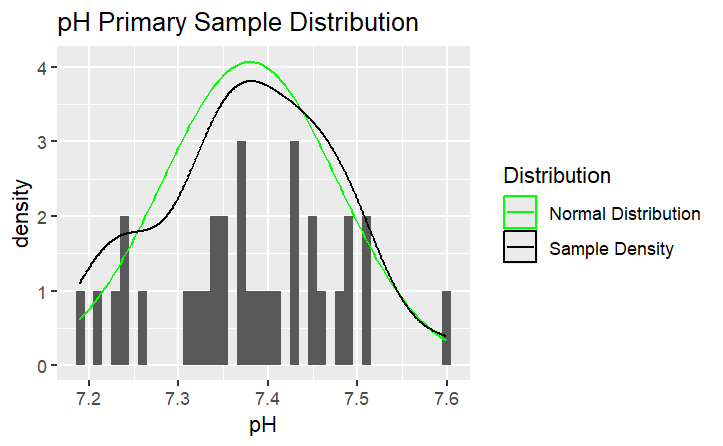 pH Primary Sample Distribution
density
4
3
2
1
0
7.2 7.3 7.4 7.5 7.6
pH
Distribution
Normal Distribution
Sample Density